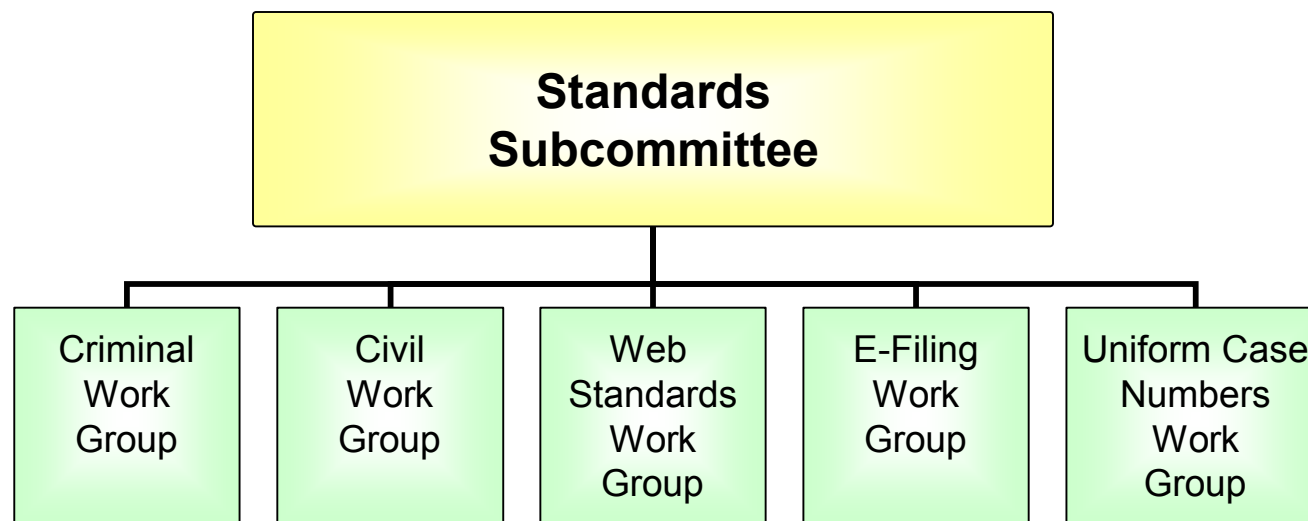 Standards
Subcommittee
Criminal
Work
Group
Civil
Work
Group
Web
Standards
Work
Group
E-Filing
Work
Group
Uniform Case
Numbers
Work
Group